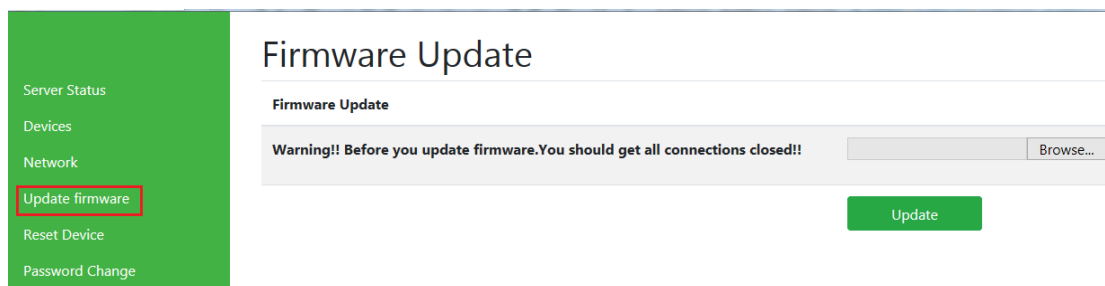 Firmware Update
Server Status
Firmware Update
Devices
Warning!! Before you update firmware.You should get all connections closed!!
Browse...
Network
Update firmware
Update
Reset Device
Password Change